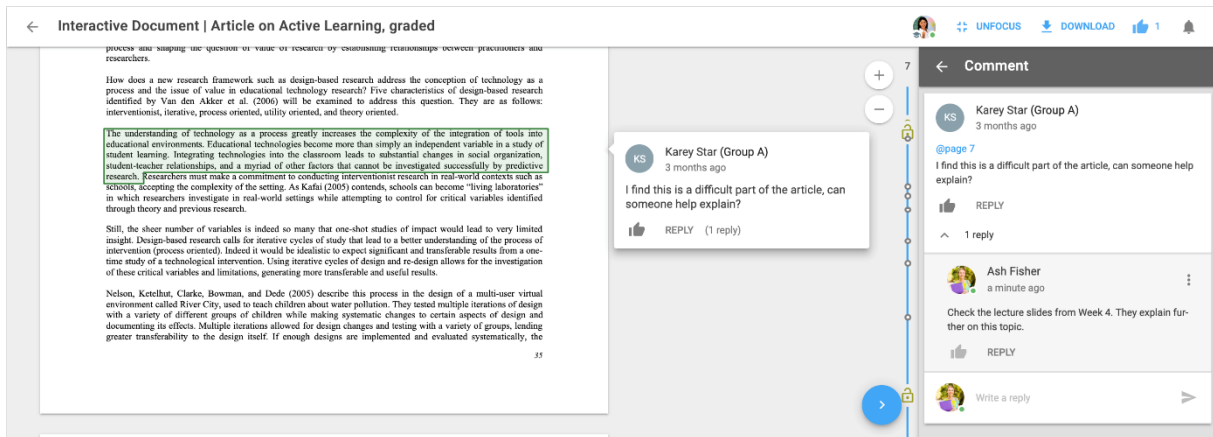 Interactive Document | Article on Active Learning, graded
UNFOCUS
DOWNLOAD
1
process and shaping the question of value of research by establishing relationships between practitioners and
researchers.
How does a new research framework such as design-based research address the conception of technology as a
process and the issue of value in educational technology research? Five characteristics of design-based research
identified by Van den Akker et al. (2006) will be examined to address this question. They are as follows:
interventionist, iterative, process oriented, utility oriented, and theory oriented.
The understanding of technology as a process greatly increases the complexity of the integration of tools into
educational environments. Educational technologies become more than simply an independent variable in a study of
student learning. Integrating technologies into the classroom leads to substantial changes in social organization,
student-teacher relationships, and a myriad of other factors that cannot be investigated successfully by predictive
research. Researchers must make a commitment to conducting interventionist research in real-world contexts such as
schools, accepting the complexity of the setting. As Kafai (2005) contends, schools can become “living laboratories”
in which researchers investigate in real-world settings while attempting to control for critical variables identified
through theory and previous research.
Still, the sheer number of variables is indeed so many that one-shot studies of impact would lead to very limited
insight. Design-based research calls for iterative cycles of study that lead to a better understanding of the process of
intervention (process oriented). Indeed it would be idealistic to expect significant and transferable results from a one-
time study of a technological intervention. Using iterative cycles of design and re-design allows for the investigation
of these critical variables and limitations, generating more transferable and useful results.
Nelson, Ketelhut, Clarke, Bowman, and Dede (2005) describe this process in the design of a multi-user virtual
environment called River City, used to teach children about water pollution. They tested multiple iterations of design
with a variety of different groups of children while making systematic changes to certain aspects of design and
documenting its effects. Multiple iterations allowed for design changes and testing with a variety of groups, lending
greater transferability to the design itself. If enough designs are implemented and evaluated systematically, the
35
KS
Karey Star (Group A)
3 months ago
I find this is a difficult part of the article, can
someone help explain?
REPLY (1 reply)
7
Comment
KS
Karey Star (Group A)
3 months ago
@page 7
I find this is a difficult part of the article, can someone help
explain?
REPLY
1 reply
Ash Fisher
a minute ago
Check the lecture slides from Week 4. They explain fur-
ther on this topic.
REPLY
Write a reply